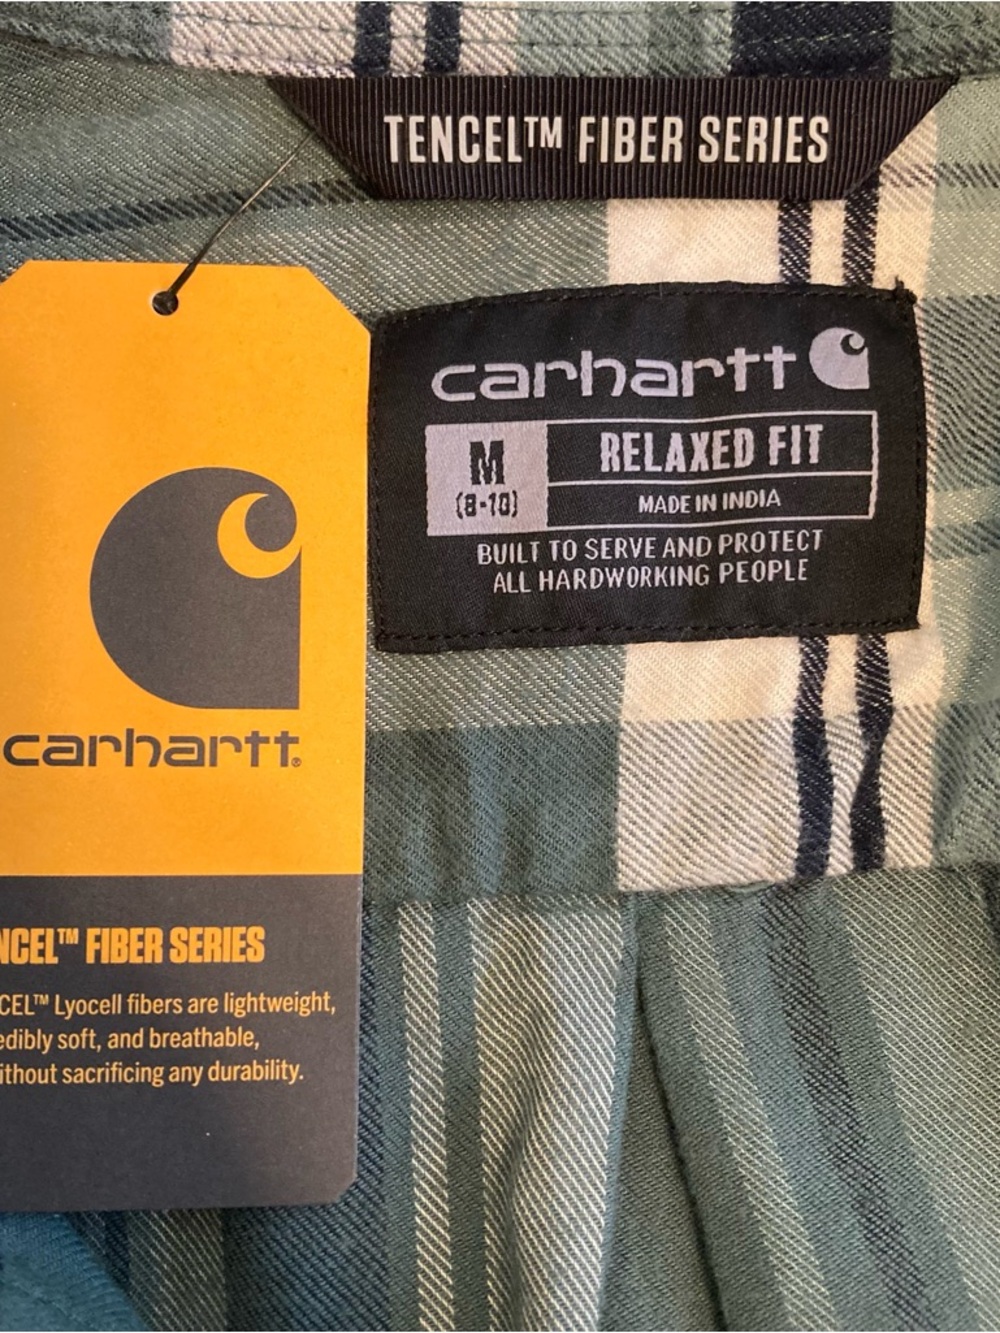 TENCEL™ FIBER SERIES
carhartt
M
(8-10)
RELAXED FIT
MADE IN INDIA
BUILT TO SERVE AND PROTECT
ALL HARDWORKING PEOPLE
carhartt®
NCEL™ FIBER SERIES
CEL™ Lyocell fibers are lightweight,
edibly soft, and breathable,
ithout sacrificing any durability.